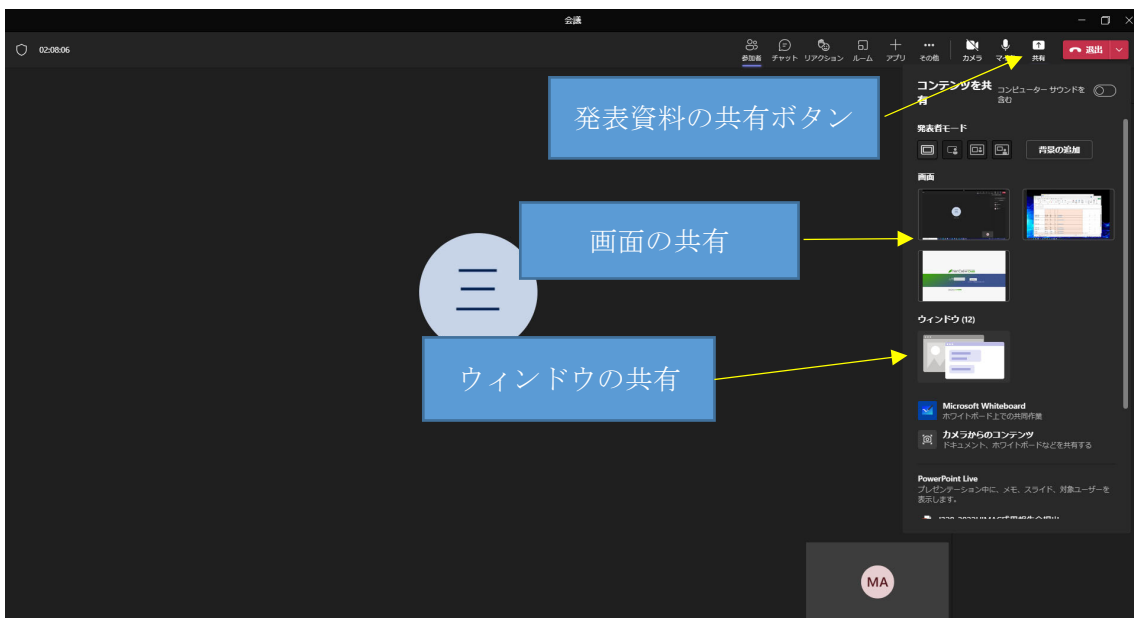 会議
02:08:06
参加者 チャット リアクション ルーム アプリ その他 カメラ マイク 共有 退出
発表資料の共有ボタン
コンテンツを共有
コンピューター サウンドを含む
発表者モード
背景の追加
画面
画面の共有
三
ウィンドウ (12)
ウィンドウの共有
Microsoft Whiteboard
ホワイトボード上での共同作業
カメラからのコンテンツ
ドキュメント、ホワイトボードなどを共有する
PowerPoint Live
プレゼンテーション中に、メモ、スライド、対象ユーザーを
表示します。
MA